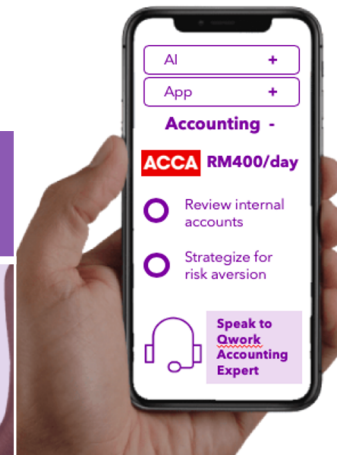 AI +
App +
Accounting -
ACCA RM400/day
Review internal
accounts
Strategize for
risk aversion
Speak to
Qwork
Accounting
Expert